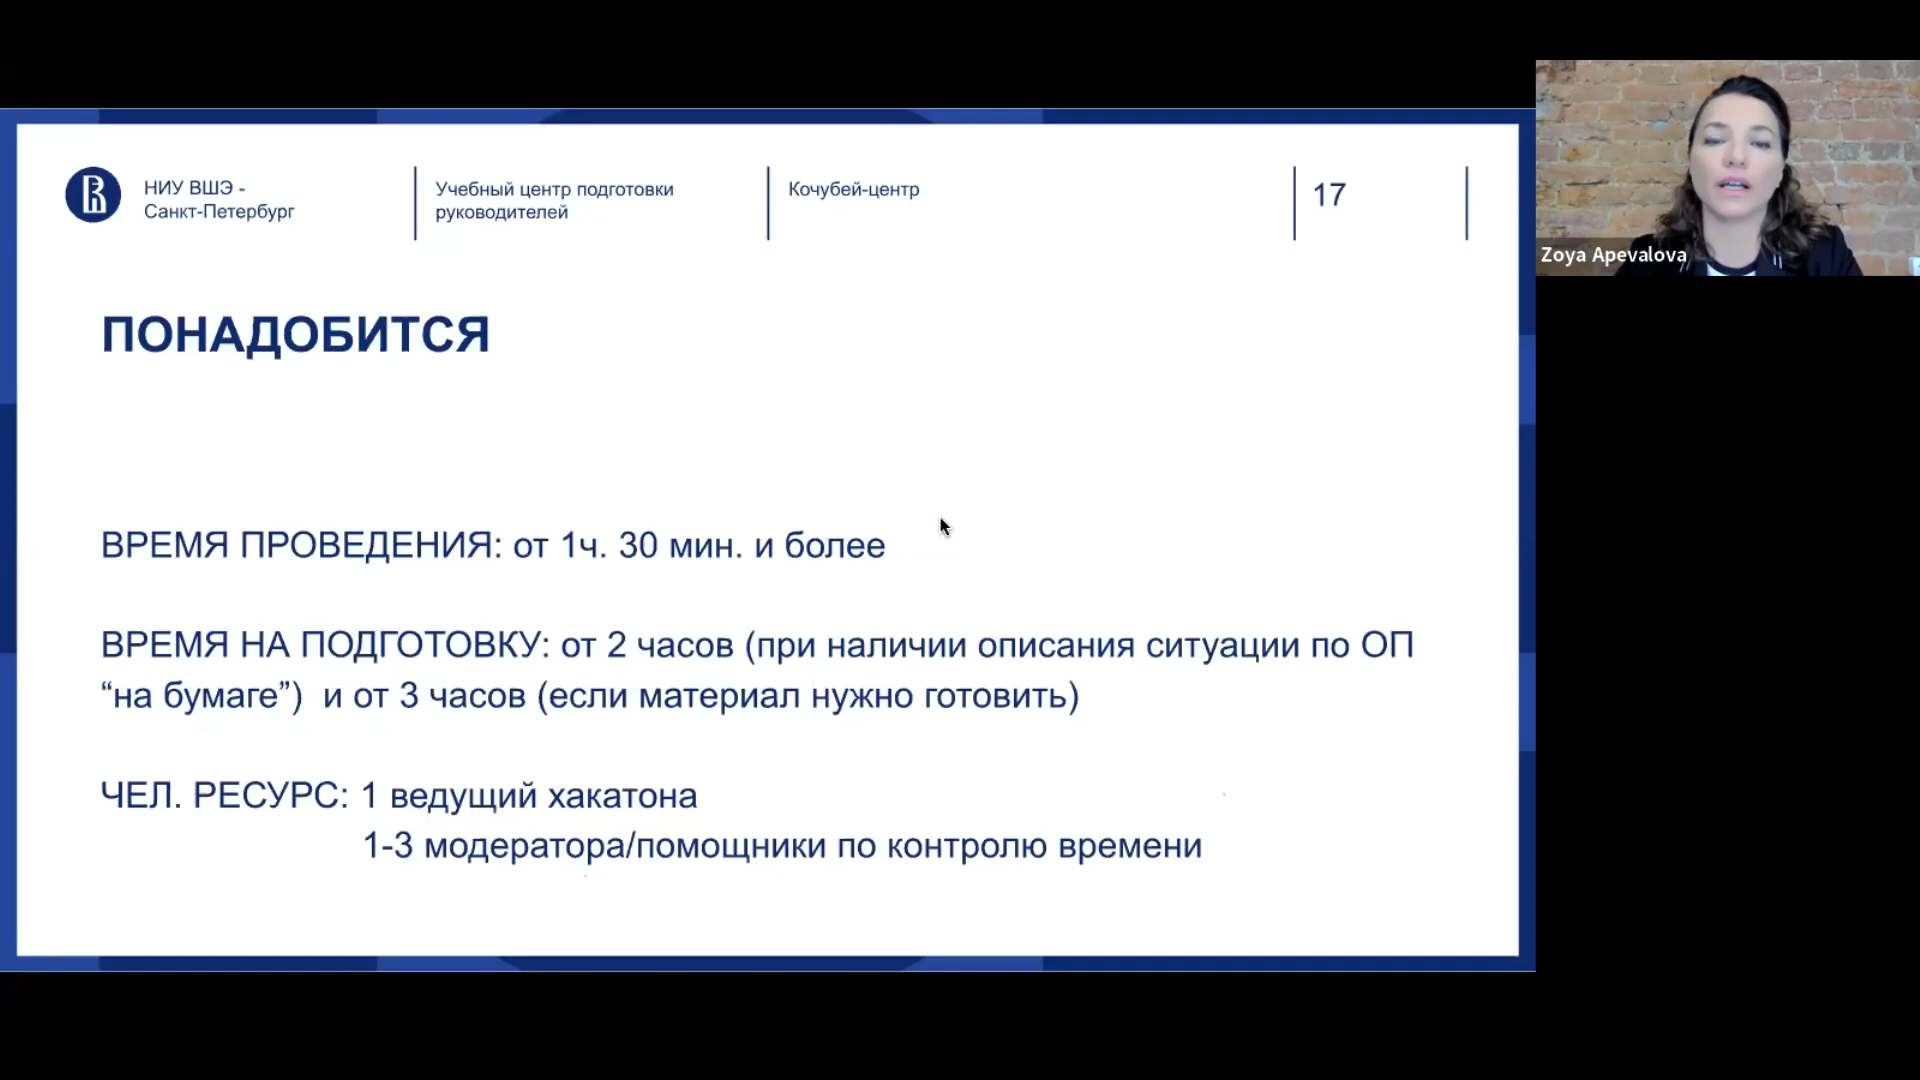 НИУ ВШЭ -
Санкт-Петербург
Учебный центр подготовки
руководителей
Кочубей-центр
17
Zoya Apevalova
ПОНАДОБИТСЯ
ВРЕМЯ ПРОВЕДЕНИЯ: от 1ч. 30 мин. и более
ВРЕМЯ НА ПОДГОТОВКУ: от 2 часов (при наличии описания ситуации по ОП
“на бумаге”) и от 3 часов (если материал нужно готовить)
ЧЕЛ. РЕСУРС: 1 ведущий хакатона
1-3 модератора/помощники по контролю времени